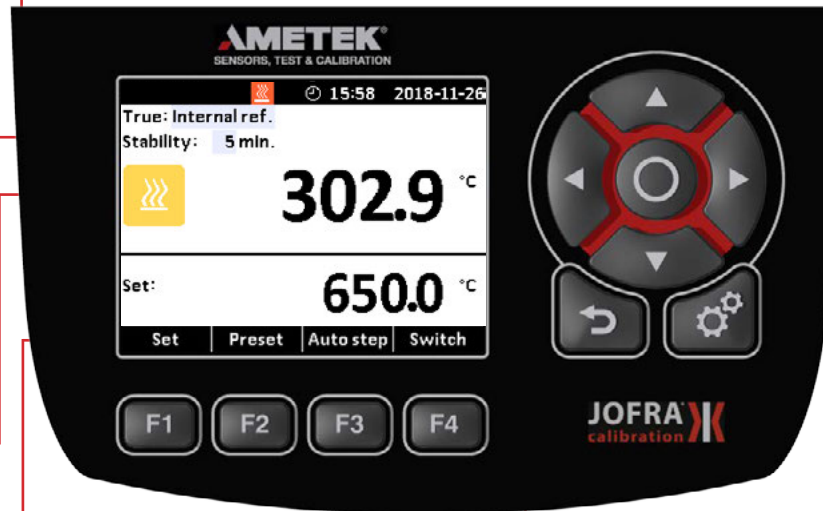 AMETEK®
SENSORS, TEST & CALIBRATION
15:58 2018-11-26
True: Internal ref.
Stability: 5 min.
302.9 °C
Set: 650.0 °C
Set Preset Auto step Switch
F1 F2 F3 F4
JOFRA
calibration